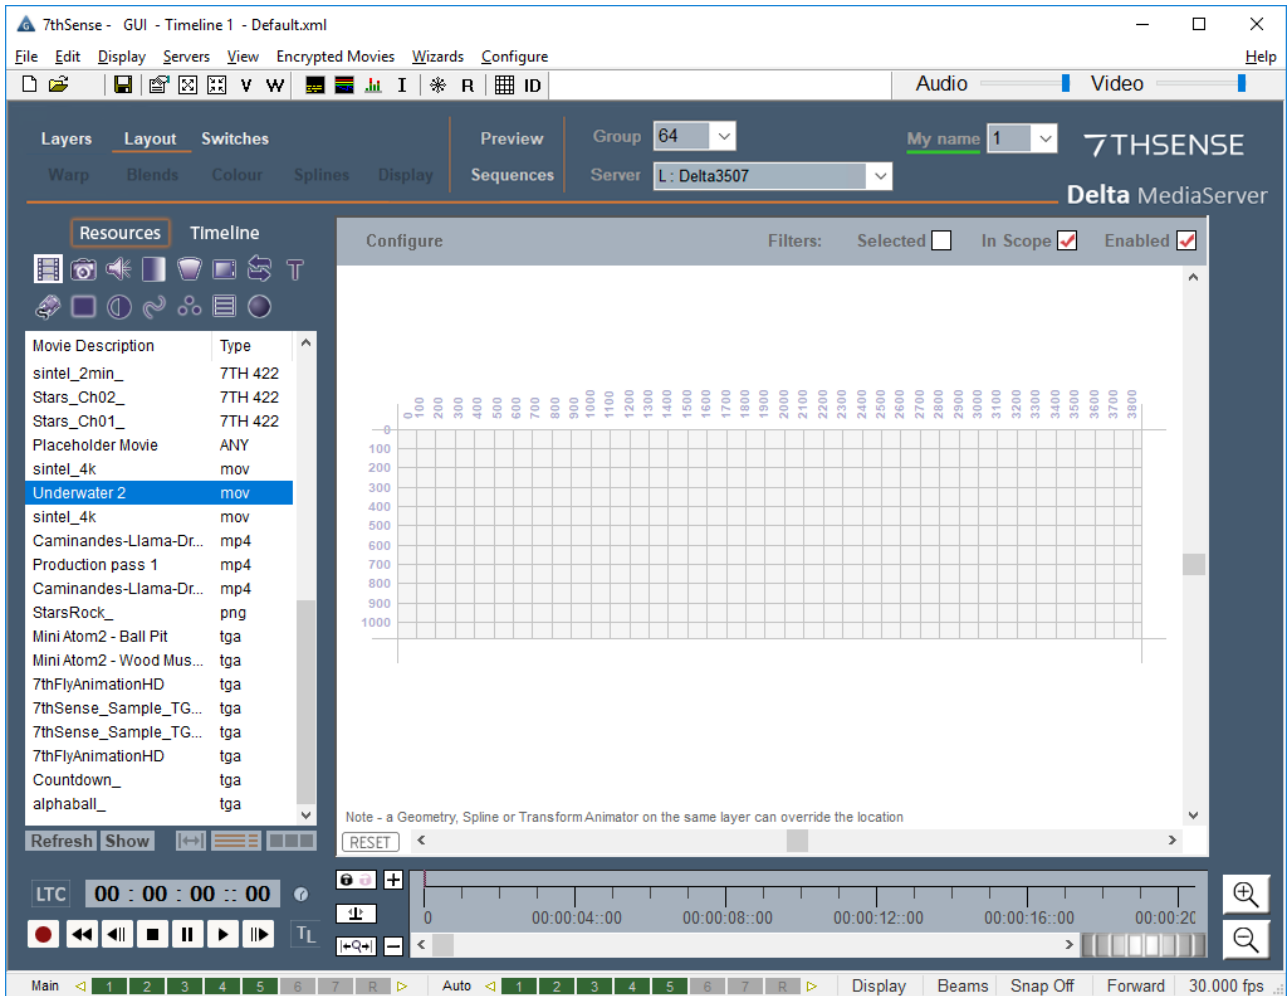 7thSense - GUI - Timeline 1 - Default.xml
File Edit Display Servers View Encrypted Movies Wizards Configure Help
V W I R ID Audio Video
Layers Layout Switches Preview Group 64 My name 1 7THSENSE
Warp Blends Colour Splines Display Sequences Server L : Delta3507
Delta MediaServer
Resources Timeline
Configure Filters: Selected In Scope Enabled
T
Movie Description Type
sintel_2min_ 7TH 422
Stars_Ch02_ 7TH 422
Stars_Ch01_ 7TH 422
Placeholder Movie ANY
sintel_4k mov
Underwater 2 mov
sintel_4k mov
Caminandes-Llama-Dr... mp4
Production pass 1 mp4
Caminandes-Llama-Dr... mp4
StarsRock_ png
Mini Atom2 - Ball Pit tga
Mini Atom2 - Wood Mus... tga
7thFlyAnimationHD tga
7thSense_Sample_TG... tga
7thSense_Sample_TG... tga
7thFlyAnimationHD tga
Countdown_ tga
alphaball_ tga
0 100 200 300 400 500 600 700 800 900 1000 1100 1200 1300 1400 1500 1600 1700 1800 1900 2000 2100 2200 2300 2400 2500 2600 2700 2800 2900 3000 3100 3200 3300 3400 3500 3600 3700 3800
0
100
200
300
400
500
600
700
800
900
1000
Note - a Geometry, Spline or Transform Animator on the same layer can override the location
Refresh Show
RESET
LTC 00 : 00 : 00 :: 00
TL
0 00:00:04::00 00:00:08::00 00:00:12::00 00:00:16::00 00:00:20
Main 1 2 3 4 5 6 7 R Auto 1 2 3 4 5 6 7 R Display Beams Snap Off Forward 30.000 fps